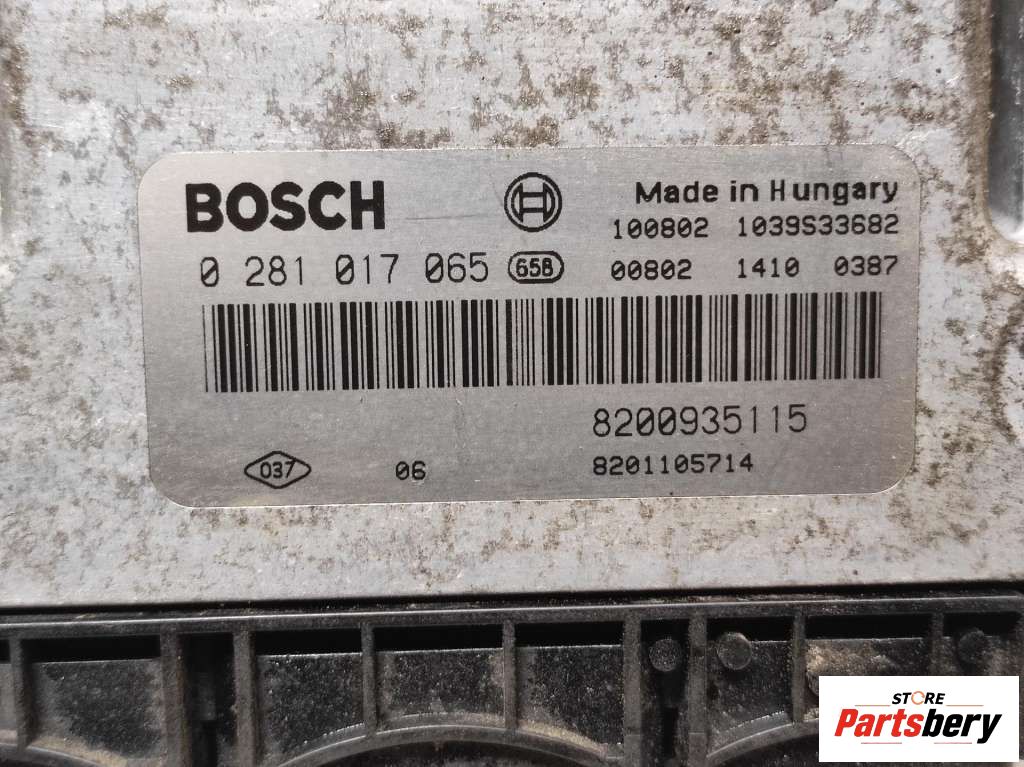 BOSCH
Made in Hungary
100802 1039S33682
0 281 017 065 65B 00802 1410 0387
8200935115
037 06 8201105714
STORE
Partsbery